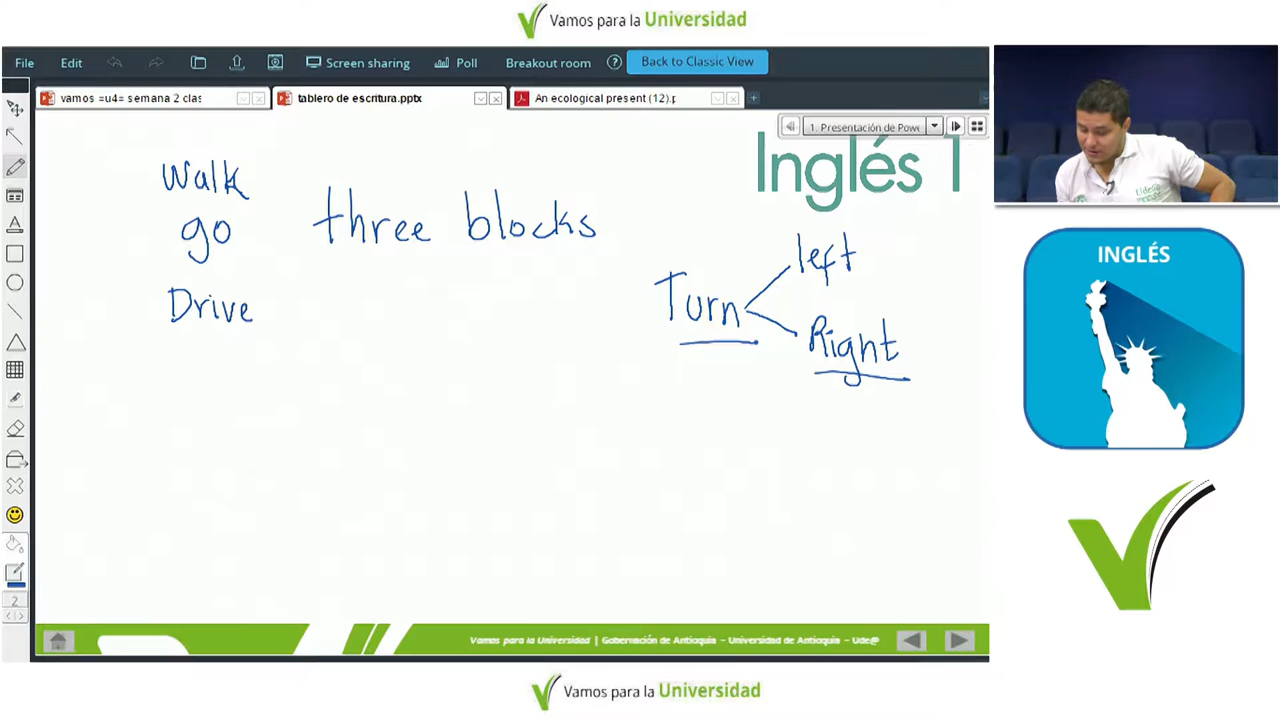 Vamos para la Universidad
File Edit Screen sharing Poll Breakout room ? Back to Classic View
vamos =u4= semana 2 clas
tablero de escritura.pptx
An ecological present (12).p
1. Presentación de Powe
Inglés 1
Walk
go three blocks
Drive
Turn
left
Right
INGLÉS
2
Vamos para la Universidad | Gobernación de Antioquia - Universidad de Antioquia - Ude@
Vamos para la Universidad